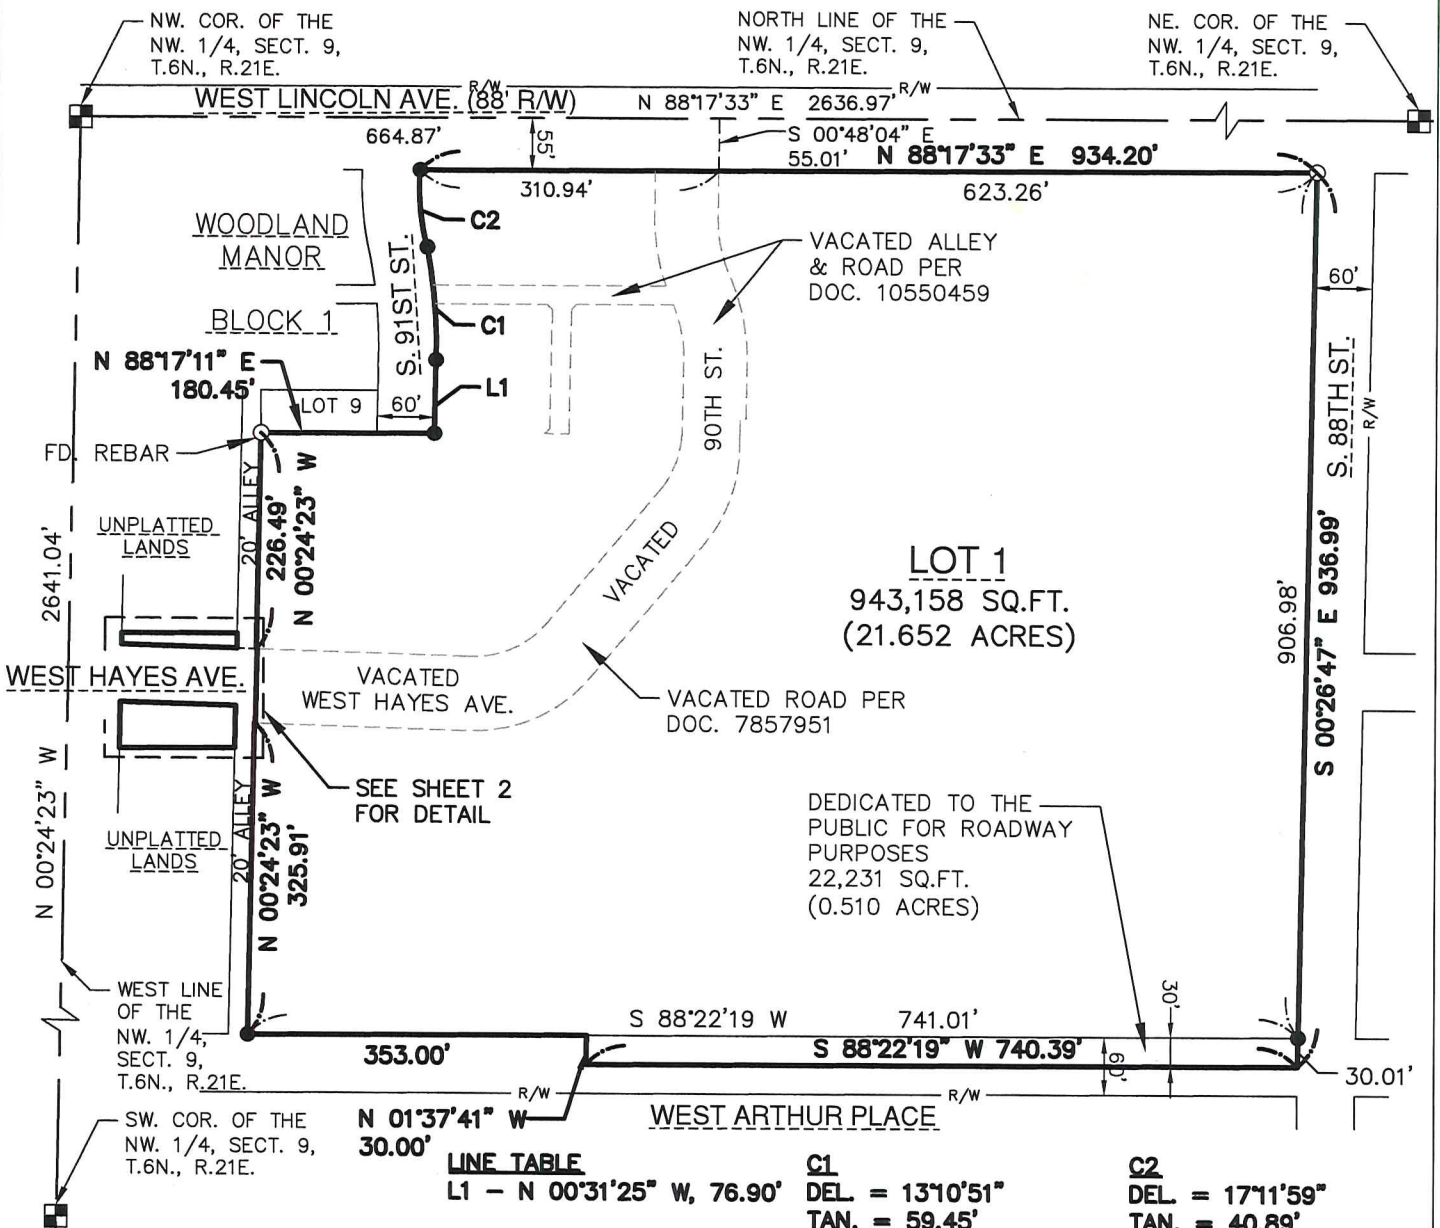 NW. COR. OF THE
NW. 1/4, SECT. 9,
T.6N., R.21E.
NORTH LINE OF THE
NW. 1/4, SECT. 9,
T.6N., R.21E.
NE. COR. OF THE
NW. 1/4, SECT. 9,
T.6N., R.21E.
R/W
R/W
WEST LINCOLN AVE. (88' R/W)
N 88°17'33" E 2636.97'
664.87'
55'
S 00°48'04" E
55.01'
N 88°17'33" E 934.20'
310.94'
623.26'
C2
WOODLAND
MANOR
S. 91ST ST.
VACATED ALLEY
& ROAD PER
DOC. 10550459
60'
BLOCK 1
C1
N 88°17'11" E
180.45'
LOT 9
60'
L1
90TH ST.
S. 88TH ST.
R/W
FD. REBAR
20' ALLEY
226.49'
N 00°24'23" W
UNPLATTED
LANDS
2641.04'
VACATED
LOT 1
943,158 SQ.FT.
(21.652 ACRES)
906.98'
S 00°26'47" E 936.99'
WEST HAYES AVE.
VACATED
WEST HAYES AVE.
VACATED ROAD PER
DOC. 7857951
N 00°24'23" W
SEE SHEET 2
FOR DETAIL
UNPLATTED
LANDS
20' ALLEY
N 00°24'23" W
325.91'
DEDICATED TO THE
PUBLIC FOR ROADWAY
PURPOSES
22,231 SQ.FT.
(0.510 ACRES)
WEST LINE
OF THE
NW. 1/4,
SECT. 9,
T.6N., R.21E.
S 88°22'19 W 741.01'
30'
353.00'
S 88°22'19" W 740.39'
60'
30.01'
R/W
R/W
SW. COR. OF THE
NW. 1/4, SECT. 9,
T.6N., R.21E.
N 01°37'41" W
30.00'
WEST ARTHUR PLACE
LINE TABLE
L1 - N 00°31'25" W, 76.90'
C1
DEL. = 13°10'51"
TAN. = 59.45'
C2
DEL. = 17°11'59"
TAN. = 40.89'